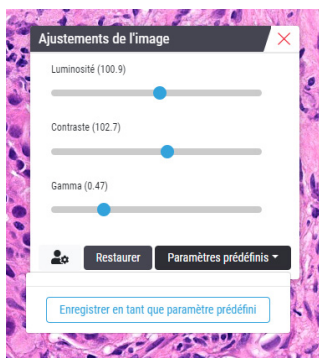 Ajustements de l'image
Luminosité (100.9)
Contraste (102.7)
Gamma (0.47)
Restaurer Paramètres prédéfinis
Enregistrer en tant que paramètre prédéfini